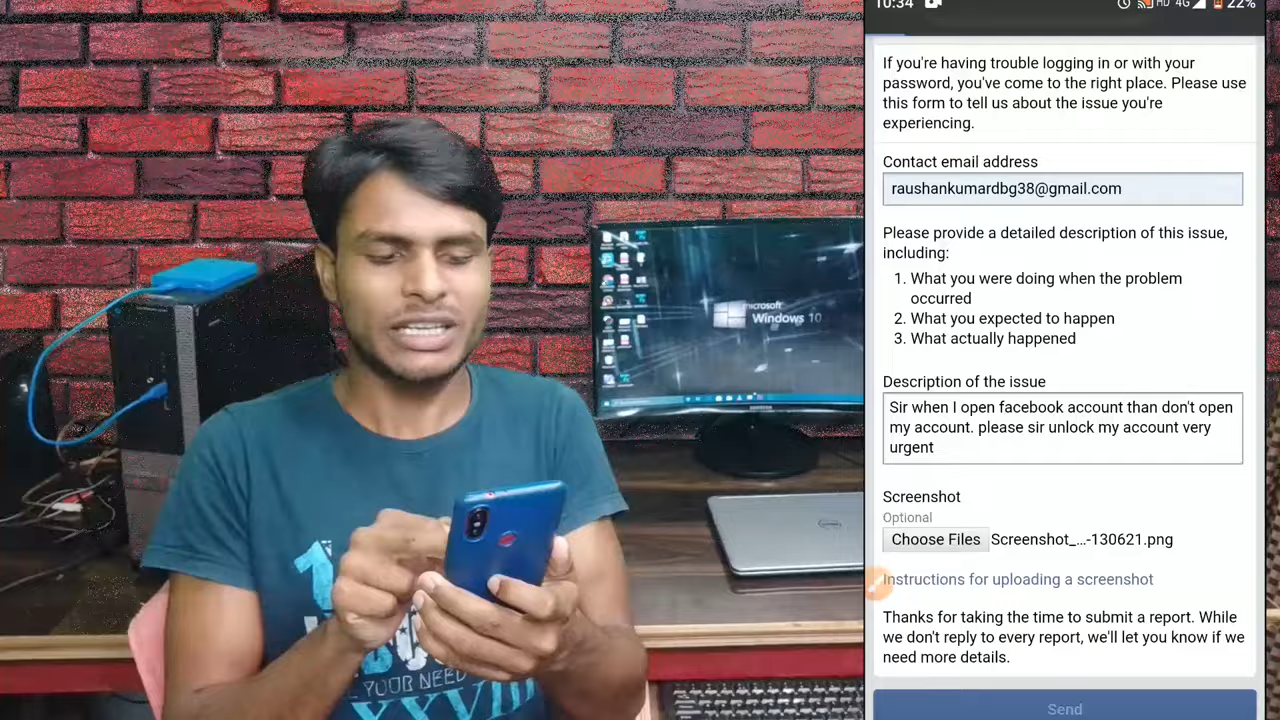 10:34
HD 4G 22%
If you're having trouble logging in or with your
password, you've come to the right place. Please use
this form to tell us about the issue you're
experiencing.
Contact email address
raushankumardbg38@gmail.com
Please provide a detailed description of this issue,
including:
1. What you were doing when the problem
occurred
2. What you expected to happen
3. What actually happened
Description of the issue
Sir when I open facebook account than don't open
my account. please sir unlock my account very
urgent
Screenshot
Optional
Choose Files Screenshot_...-130621.png
Instructions for uploading a screenshot
Thanks for taking the time to submit a report. While
we don't reply to every report, we'll let you know if we
need more details.
Send
Microsoft
Windows 10
YOUR NEED
XXVIII